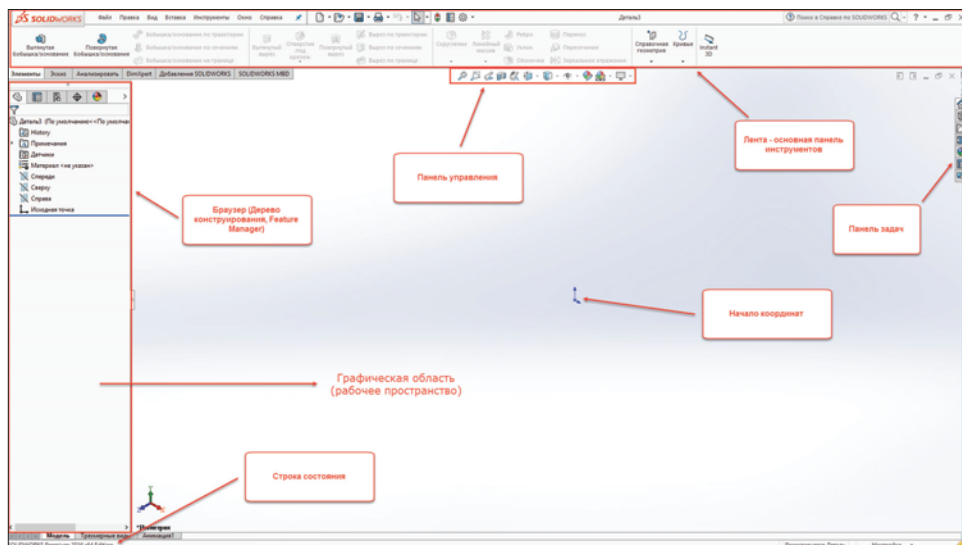 SOLIDWORKS Файл Правка Вид Вставка Инструменты Окно Справка Деталь3 Поиск в Справке по SOLIDWORKS
Вытянутая бобышка/основание
Повернутая бобышка/основание
Бобышка/основание по траектории
Бобышка/основание по сечениям
Бобышка/основание на границе
Вытянутый вырез
Отверстие под крепеж
Повернутый вырез
Вырез по траектории
Вырез по сечениям
Вырез по границе
Скругление
Линейный массив
Ребро
Уклон
Оболочка
Перенос
Пересечение
Зеркальное отражение
Справочная геометрия
Кривые
Instant 3D
Элементы Эскиз Анализировать DimXpert Добавления SOLIDWORKS SOLIDWORKS MBD
Деталь3 (По умолчанию<<По умолча
History
Примечания
Датчики
Материал <не указан>
Спереди
Сверху
Справа
Исходная точка
Лента - основная панель
инструментов
Панель управления
Браузер (Дерево
конструирования, Feature
Manager)
Панель задач
Начало координат
Графическая область
(рабочее пространство)
Строка состояния
Модель Трехмерные виды Анимация1